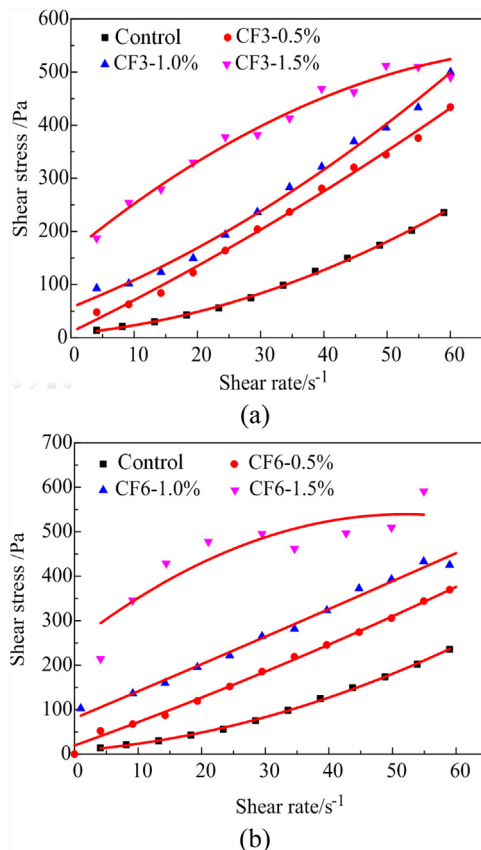 (a)
600
500
400
300
200
100
0
Shear stress /Pa
Control CF3-0.5%
CF3-1.0% CF3-1.5%
0 10 20 30 40 50 60
Shear rate/s-1
(a)
700
600
500
400
300
200
100
0
Shear stress /Pa
Control CF6-0.5%
CF6-1.0% CF6-1.5%
0 10 20 30 40 50 60
Shear rate/s-1
(b)